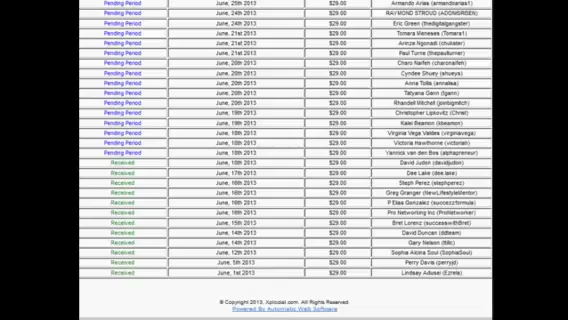 Pending Period June, 25th 2013 $29.00 Armando Arias (armandoarias1)
Pending Period June, 24th 2013 $29.00 RAYMOND STROUD (ADONGREEN)
Pending Period June, 24th 2013 $29.00 Eric Green (thedigitalgangster)
Pending Period June, 21st 2013 $29.00 Tomara Meneses (Tomara1)
Pending Period June, 21st 2013 $29.00 Arinze Ngonadi (chukster)
Pending Period June, 21st 2013 $29.00 Paul Turrie (thepaulturner)
Pending Period June, 20th 2013 $29.00 Charo Naifeh (charonaifeh)
Pending Period June, 20th 2013 $29.00 Cyndee Shuey (shueya)
Pending Period June, 20th 2013 $29.00 Anna Tollis (annalisa)
Pending Period June, 20th 2013 $29.00 Tatyana Gann (tgann)
Pending Period June, 20th 2013 $29.00 Rhandell Mitchell (joinbigmitch)
Pending Period June, 19th 2013 $29.00 Christopher Lipkovitz (Christ)
Pending Period June, 19th 2013 $29.00 Kalei Beamon (kbeamon)
Pending Period June, 18th 2013 $29.00 Virginia Vega Valdes (virginiavega)
Pending Period June, 18th 2013 $29.00 Victoria Hawthorne (victoriah)
Pending Period June, 18th 2013 $29.00 Yannick van den Bos (alphapreneur)
Received June, 18th 2013 $29.00 David Judon (davidjudon)
Received June, 17th 2013 $29.00 Dee Lake (dee.lake)
Received June, 16th 2013 $29.00 Steph Perez (stephperez)
Received June, 16th 2013 $29.00 Greg Granger (NewLifestyleMentor)
Received June, 16th 2013 $29.00 P Elias Gonzalez (successformula)
Received June, 16th 2013 $29.00 Pro Networking Inc (ProNetworker)
Received June, 15th 2013 $29.00 Bret Lorenz (successwithBret)
Received June, 14th 2013 $29.00 David Duncan (ddteam)
Received June, 14th 2013 $29.00 Gary Nelson
Received June, 12th 2013 $29.00 Sophia Alcina Soul (SophiaSoul)
Received June, 5th 2013 $29.00 Perry Davis (perryjd)
Received June, 1st 2013 $29.00 Lindsay Adusei (Ezrela)
© Copyright 2013, Xplocial.com. All Rights Reserved
Powered By Automatic Web Software